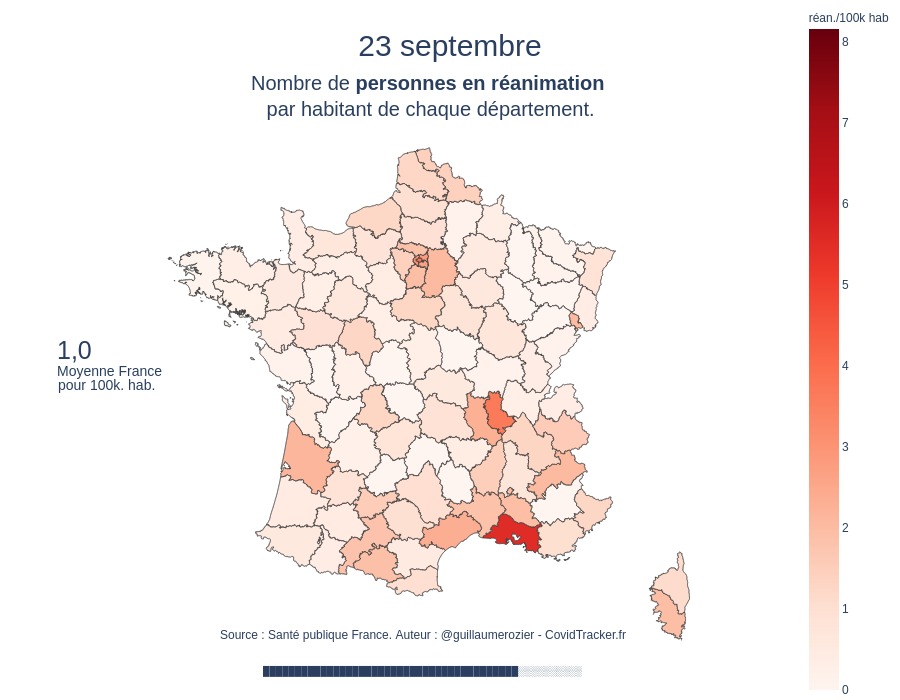 23 septembre
Nombre de personnes en réanimation
par habitant de chaque département.
réan./100k hab
8
7
6
5
4
3
2
1
0
1,0
Moyenne France
pour 100k. hab.
Source : Santé publique France. Auteur : @guillaumerozier - CovidTracker.fr